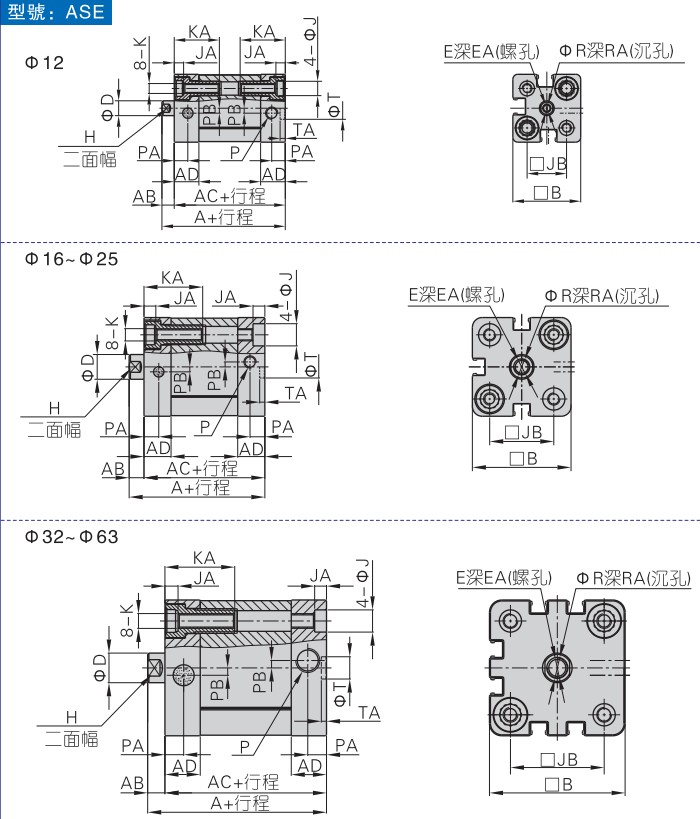 型號：ASE
Φ12
KA KA
JA JA
8-K
4-ΦJ
ΦD
PB PB
ΦT
H
二面幅
PA
P
TA
PA
AD AD
AB
AC+行程
A+行程
E深EA(螺孔) ΦR深RA(沉孔)
□JB
□B
Φ16~Φ25
KA
JA JA
8-K
4-ΦJ
ΦD
PB PB
ΦT
H
二面幅
PA
P
TA
PA
AD AD
AB
AC+行程
A+行程
E深EA(螺孔) ΦR深RA(沉孔)
□JB
□B
Φ32~Φ63
KA
JA JA
8-K
4-ΦJ
ΦD
PB PB
ΦT
H
二面幅
TA
PA
P
PA
AD AD
AB
AC+行程
A+行程
E深EA(螺孔) ΦR深RA(沉孔)
□JB
□B